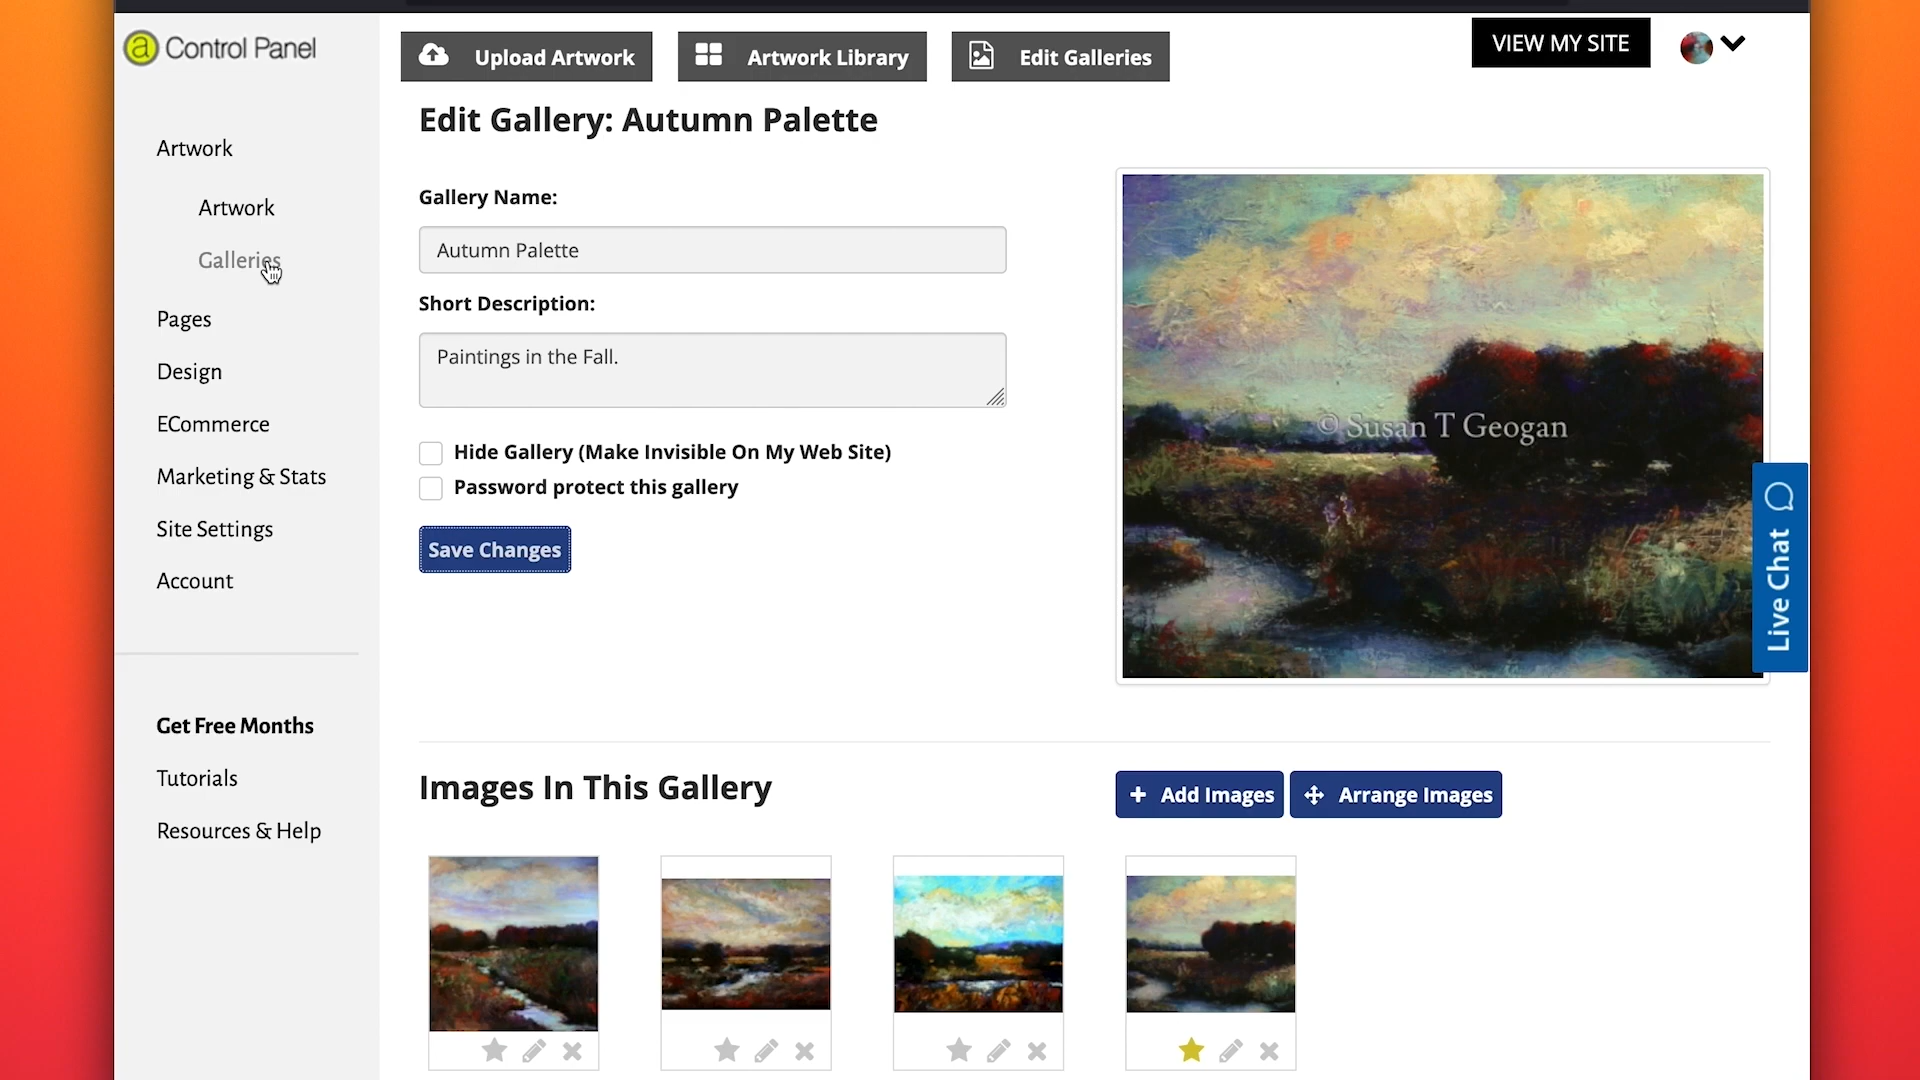 a Control Panel
Upload Artwork
Artwork Library
Edit Galleries
VIEW MY SITE
Artwork
Artwork
Galleries
Pages
Design
ECommerce
Marketing & Stats
Site Settings
Account
Get Free Months
Tutorials
Resources & Help
Edit Gallery: Autumn Palette
Gallery Name:
Autumn Palette
Short Description:
Paintings in the Fall.
Hide Gallery (Make Invisible On My Web Site)
Password protect this gallery
Save Changes
© Susan T Geogan
Live Chat
Images In This Gallery
+ Add Images
Arrange Images